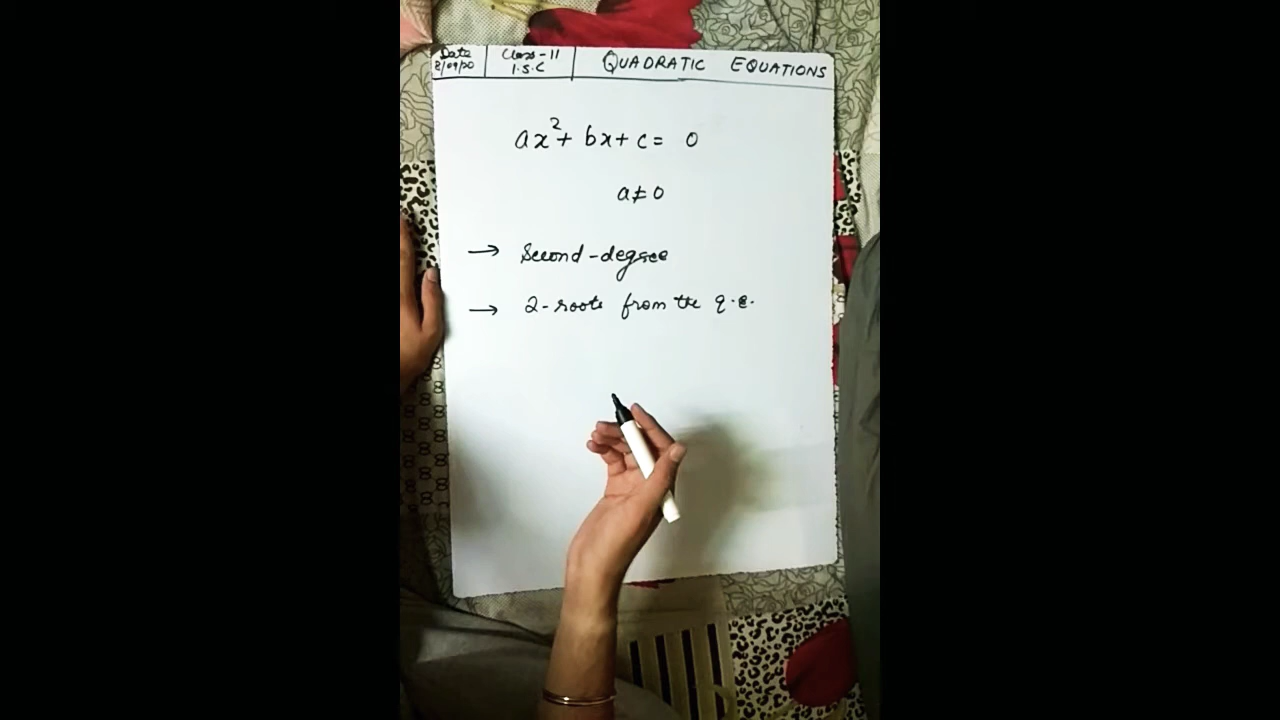 Date Class-11 QUADRATIC EQUATIONS
2/09/20 I.S.C
ax²+ bx+ c= 0
a≠0
→ Second-degree
→ 2-roots from the q.e.